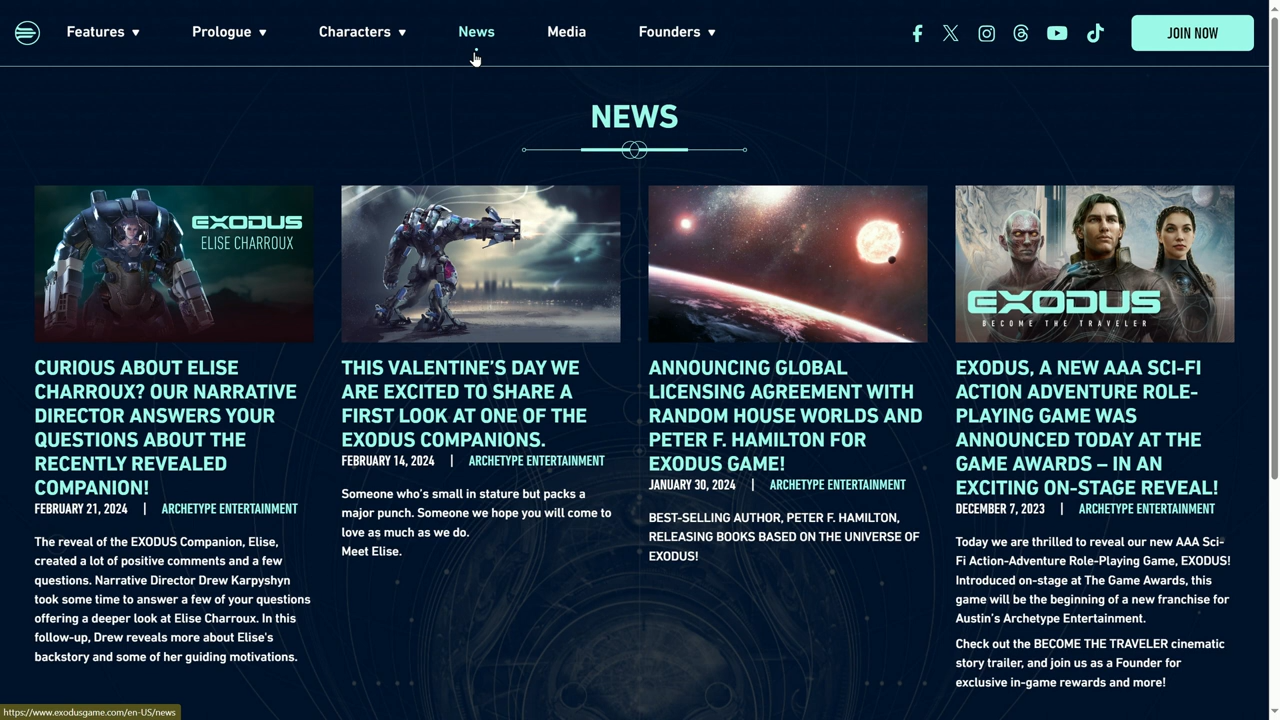 Features ▼ Prologue ▼ Characters ▼ News Media Founders ▼ JOIN NOW
NEWS
EXODUS
ELISE CHARROUX
CURIOUS ABOUT ELISE
CHARROUX? OUR NARRATIVE
DIRECTOR ANSWERS YOUR
QUESTIONS ABOUT THE
RECENTLY REVEALED
COMPANION!
FEBRUARY 21, 2024 | ARCHETYPE ENTERTAINMENT
The reveal of the EXODUS Companion, Elise,
created a lot of positive comments and a few
questions. Narrative Director Drew Karpyshyn
took some time to answer a few of your questions
offering a deeper look at Elise Charroux. In this
follow-up, Drew reveals more about Elise's
backstory and some of her guiding motivations.
THIS VALENTINE’S DAY WE
ARE EXCITED TO SHARE A
FIRST LOOK AT ONE OF THE
EXODUS COMPANIONS.
FEBRUARY 14, 2024 | ARCHETYPE ENTERTAINMENT
Someone who’s small in stature but packs a
major punch. Someone we hope you will come to
love as much as we do.
Meet Elise.
ANNOUNCING GLOBAL
LICENSING AGREEMENT WITH
RANDOM HOUSE WORLDS AND
PETER F. HAMILTON FOR
EXODUS GAME!
JANUARY 30, 2024 | ARCHETYPE ENTERTAINMENT
BEST-SELLING AUTHOR, PETER F. HAMILTON,
RELEASING BOOKS BASED ON THE UNIVERSE OF
EXODUS!
EXODUS
BECOME THE TRAVELER
EXODUS, A NEW AAA SCI-FI
ACTION ADVENTURE ROLE-
PLAYING GAME WAS
ANNOUNCED TODAY AT THE
GAME AWARDS – IN AN
EXCITING ON-STAGE REVEAL!
DECEMBER 7, 2023 | ARCHETYPE ENTERTAINMENT
Today we are thrilled to reveal our new AAA Sci-
Fi Action-Adventure Role-Playing Game, EXODUS!
Introduced on-stage at The Game Awards, this
game will be the beginning of a new franchise for
Austin’s Archetype Entertainment.
Check out the BECOME THE TRAVELER cinematic
story trailer, and join us as a Founder for
exclusive in-game rewards and more!
https://www.exodusgame.com/en-US/news